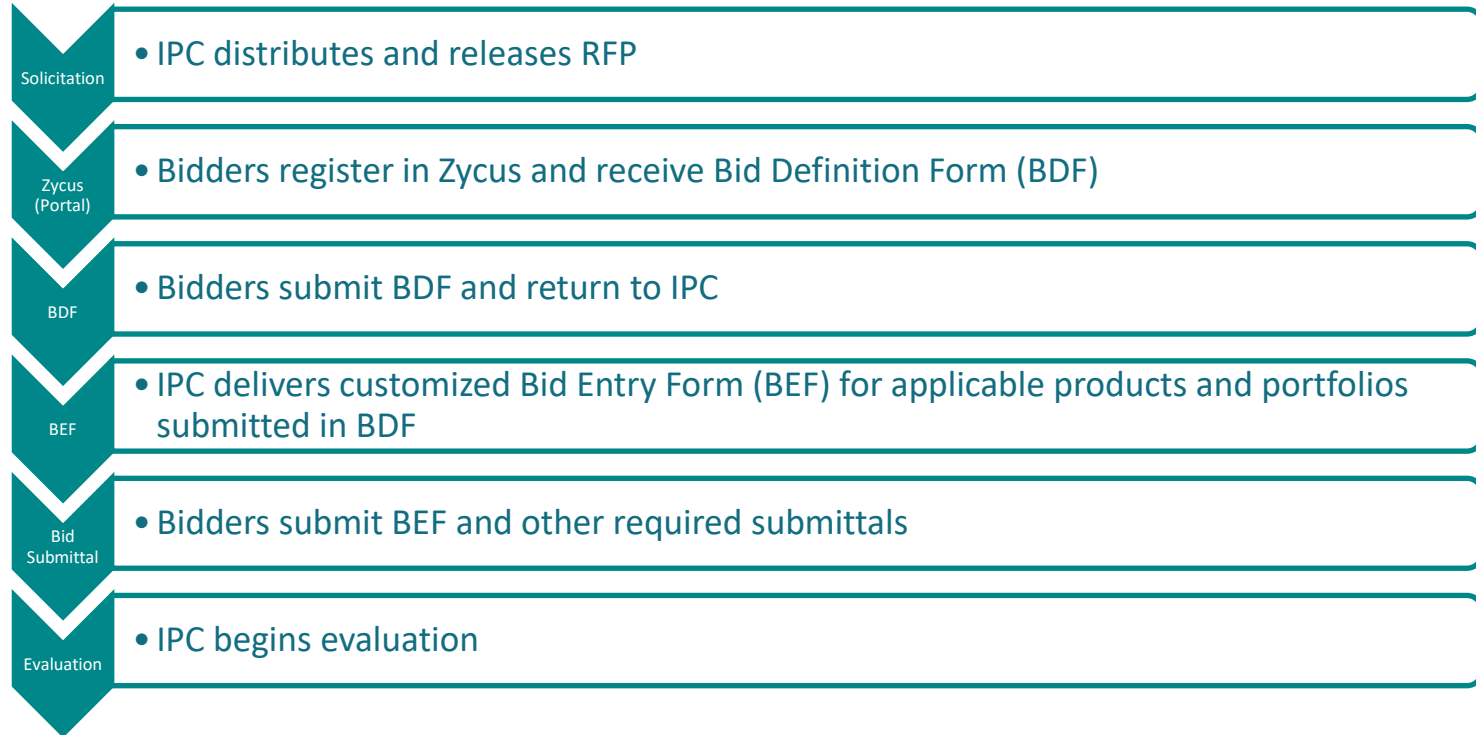 Solicitation
• IPC distributes and releases RFP
Zycus
(Portal)
• Bidders register in Zycus and receive Bid Definition Form (BDF)
BDF
• Bidders submit BDF and return to IPC
BEF
• IPC delivers customized Bid Entry Form (BEF) for applicable products and portfolios
submitted in BDF
Bid
Submittal
• Bidders submit BEF and other required submittals
Evaluation
• IPC begins evaluation